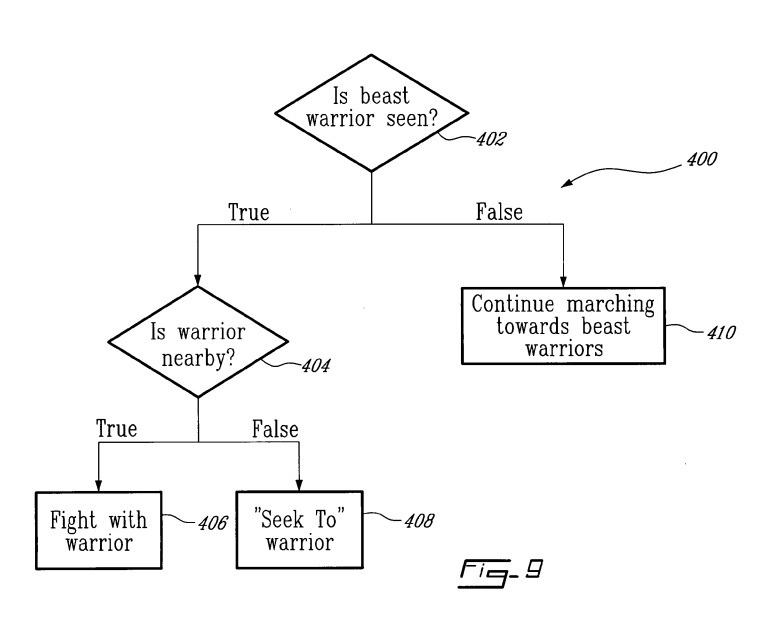 Is beast
warrior seen?
402
400
True
False
Is warrior
nearby?
404
Continue marching
towards beast
warriors
410
True
False
Fight with
warrior
406
"Seek To"
warrior
408
Fig-9